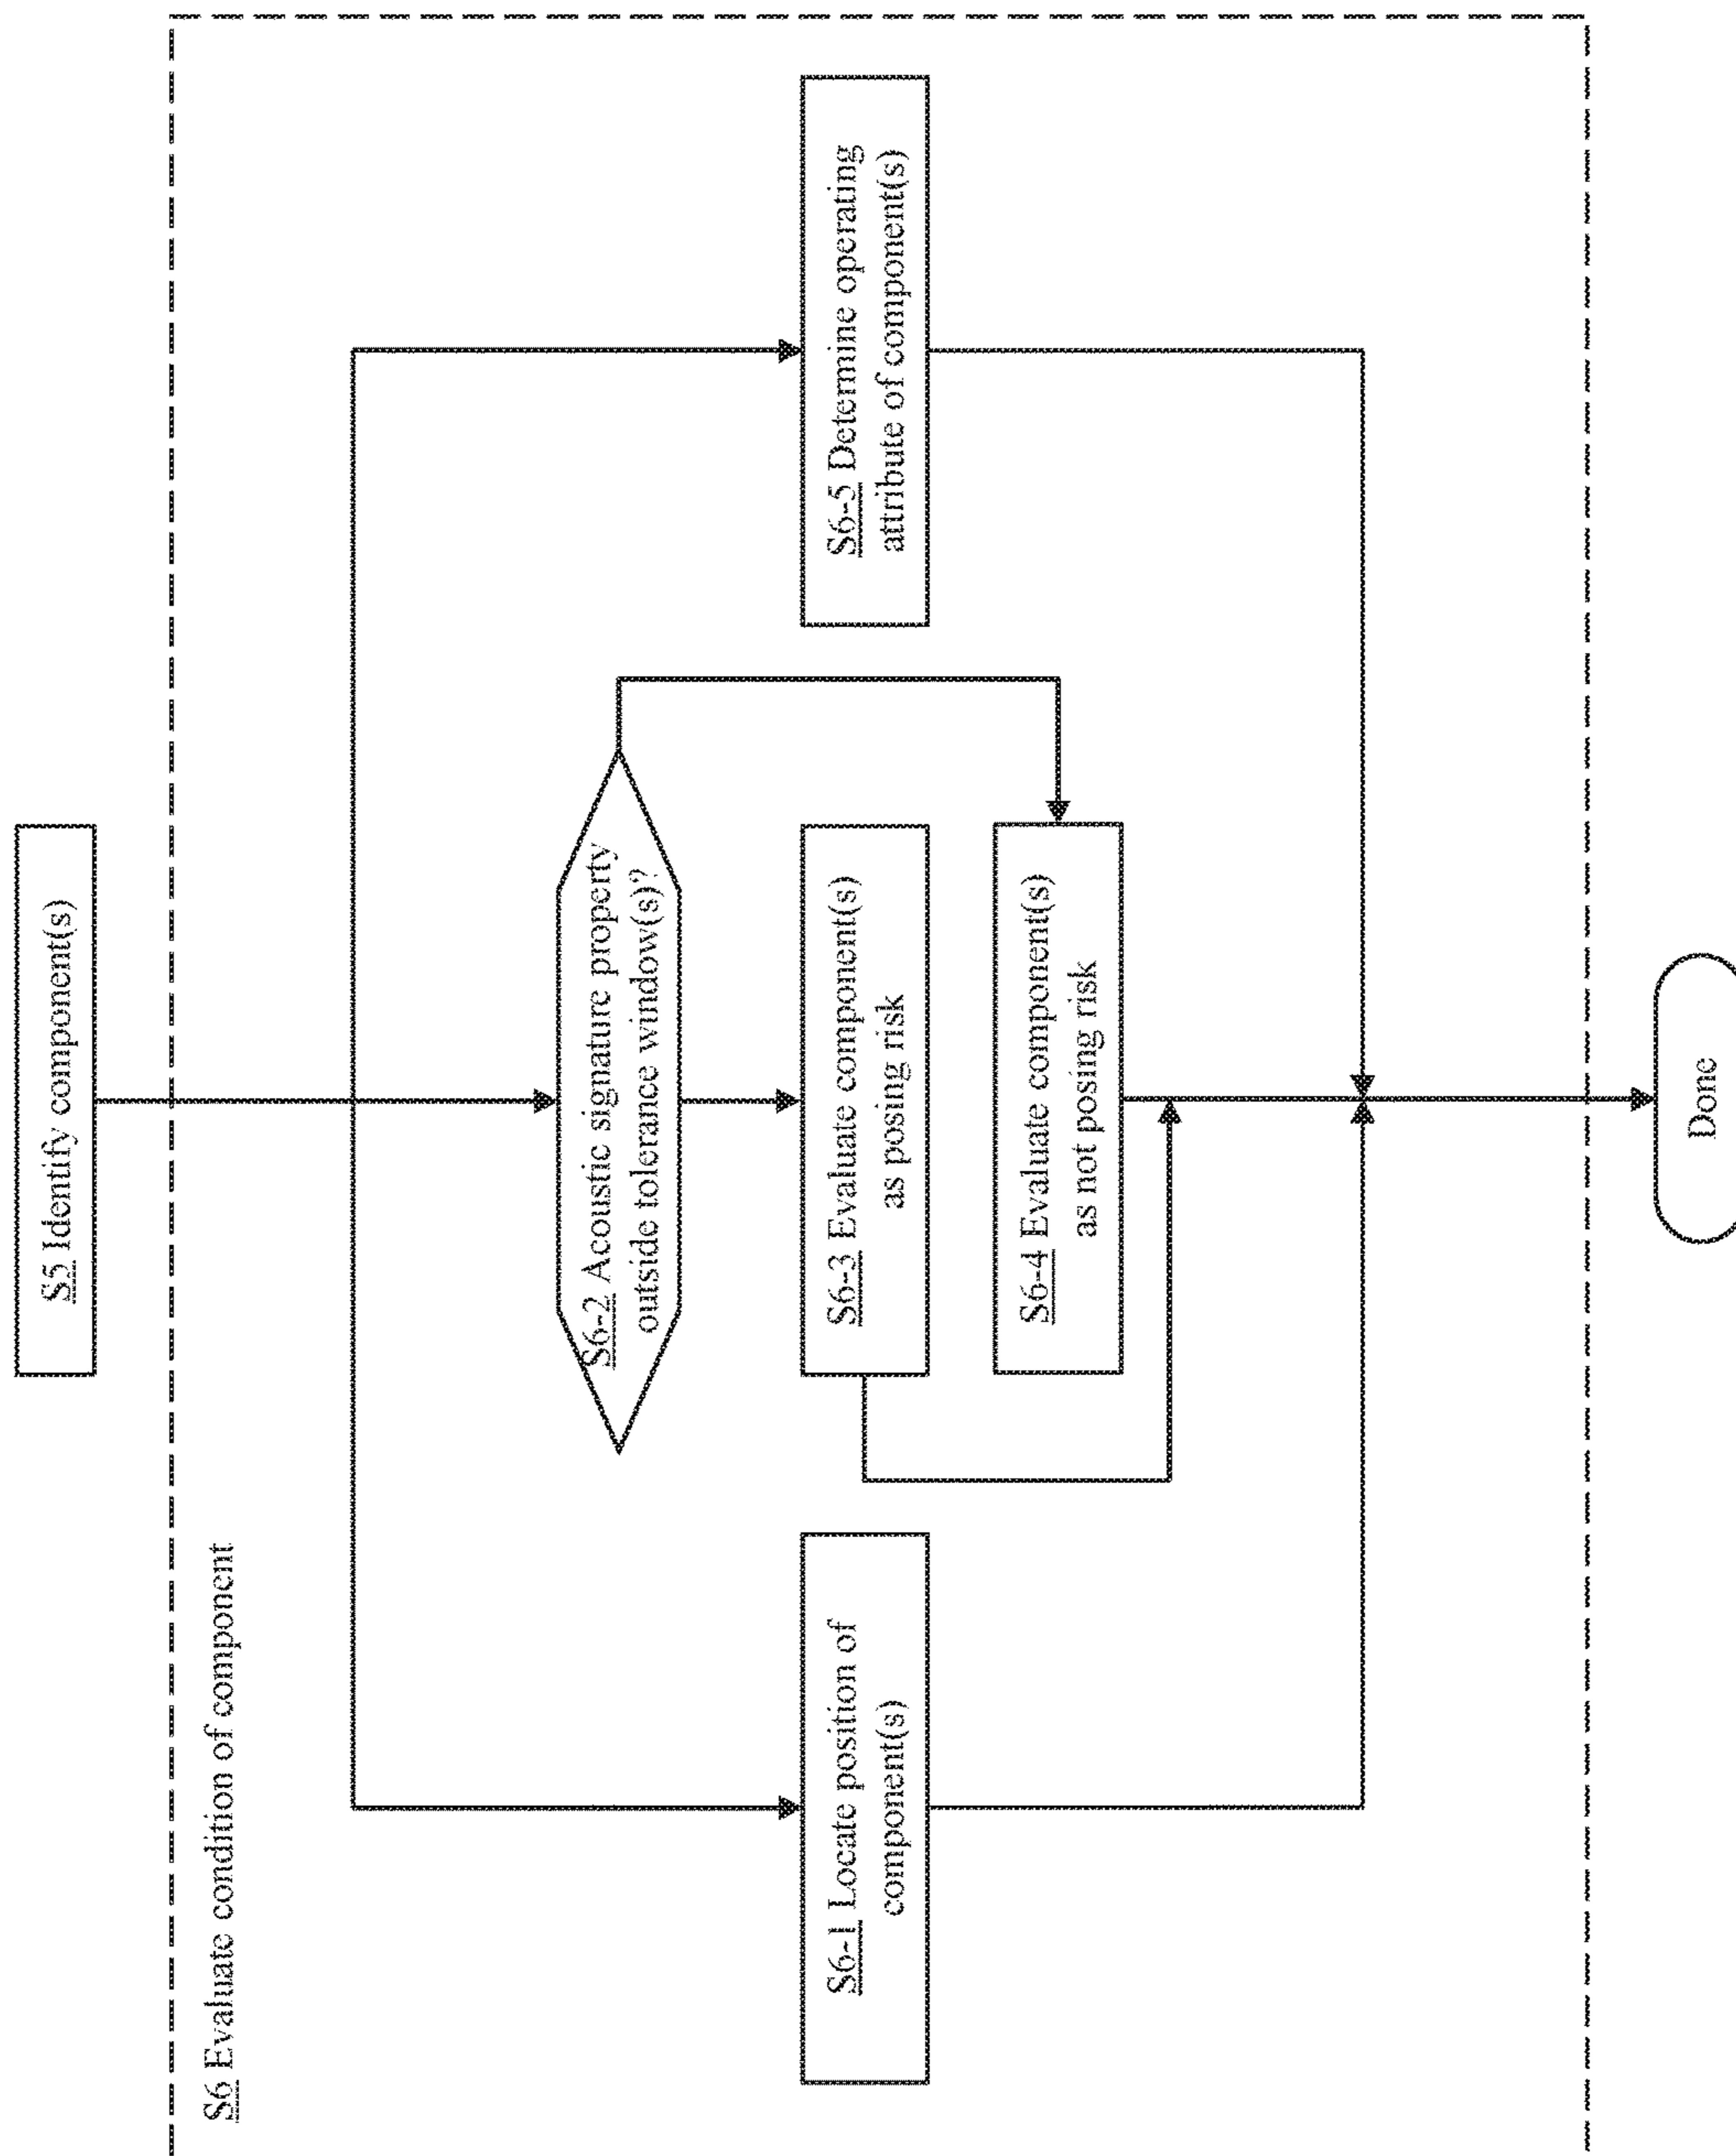 S5 Identify component(s)
S6 Evaluate condition of component
S6-2 Acoustic signature property
outside tolerance window(s)?
S6-1 Locate position of
component(s)
S6-3 Evaluate component(s)
as posing risk
S6-5 Determine operating
attribute of component(s)
S6-4 Evaluate component(s)
as not posing risk
Done